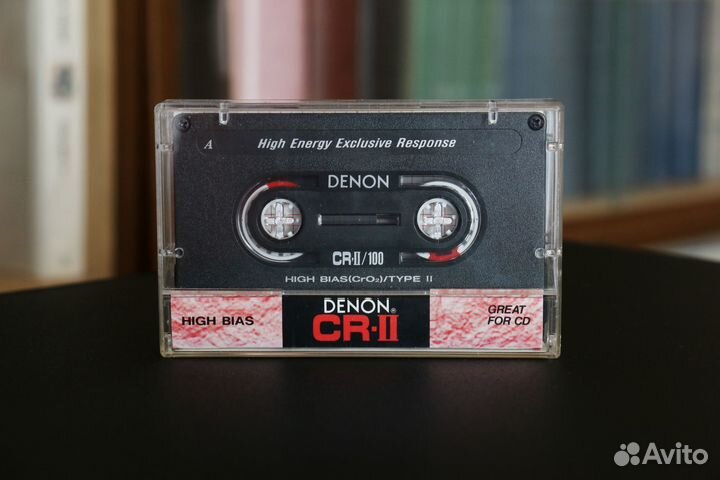 A High Energy Exclusive Response
DENON
CR-II/100
HIGH BIAS(CrO₂)/TYPE II
HIGH BIAS
DENON®
CR-II
GREAT
FOR CD
Avito